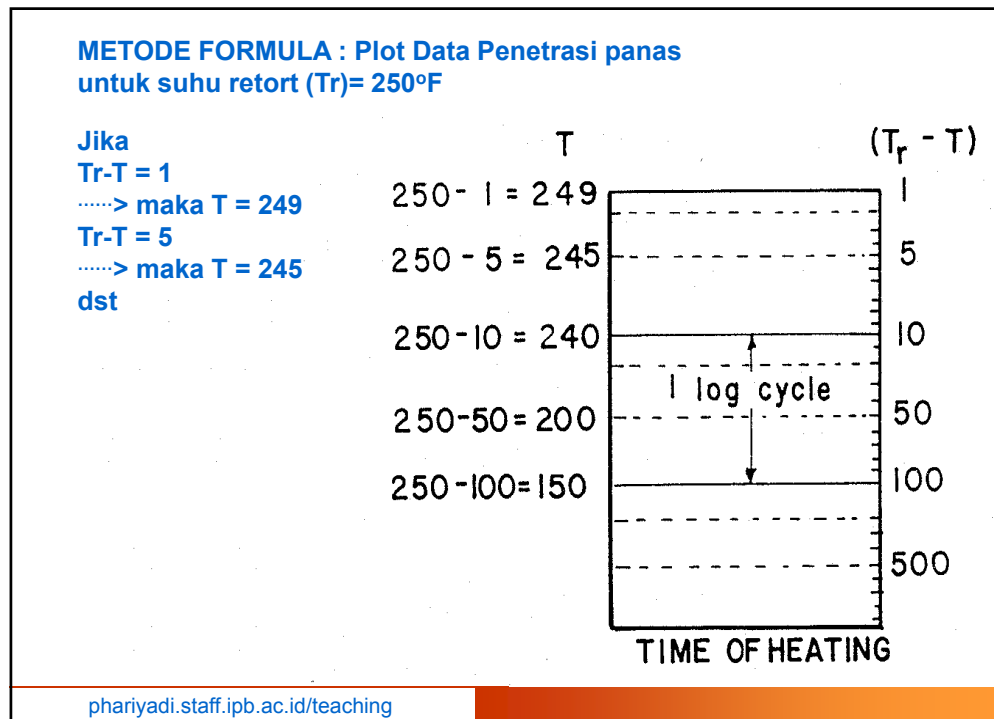 METODE FORMULA : Plot Data Penetrasi panas
untuk suhu retort (Tr)= 250°F
Jika
Tr-T = 1
······> maka T = 249
Tr-T = 5
······> maka T = 245
dst
T (Tr - T)
250 - 1 = 249 1
250 - 5 = 245 5
250-10 = 240 10
1 log cycle
250-50=200 50
250-100=150 100
500
TIME OF HEATING
phariyadi.staff.ipb.ac.id/teaching